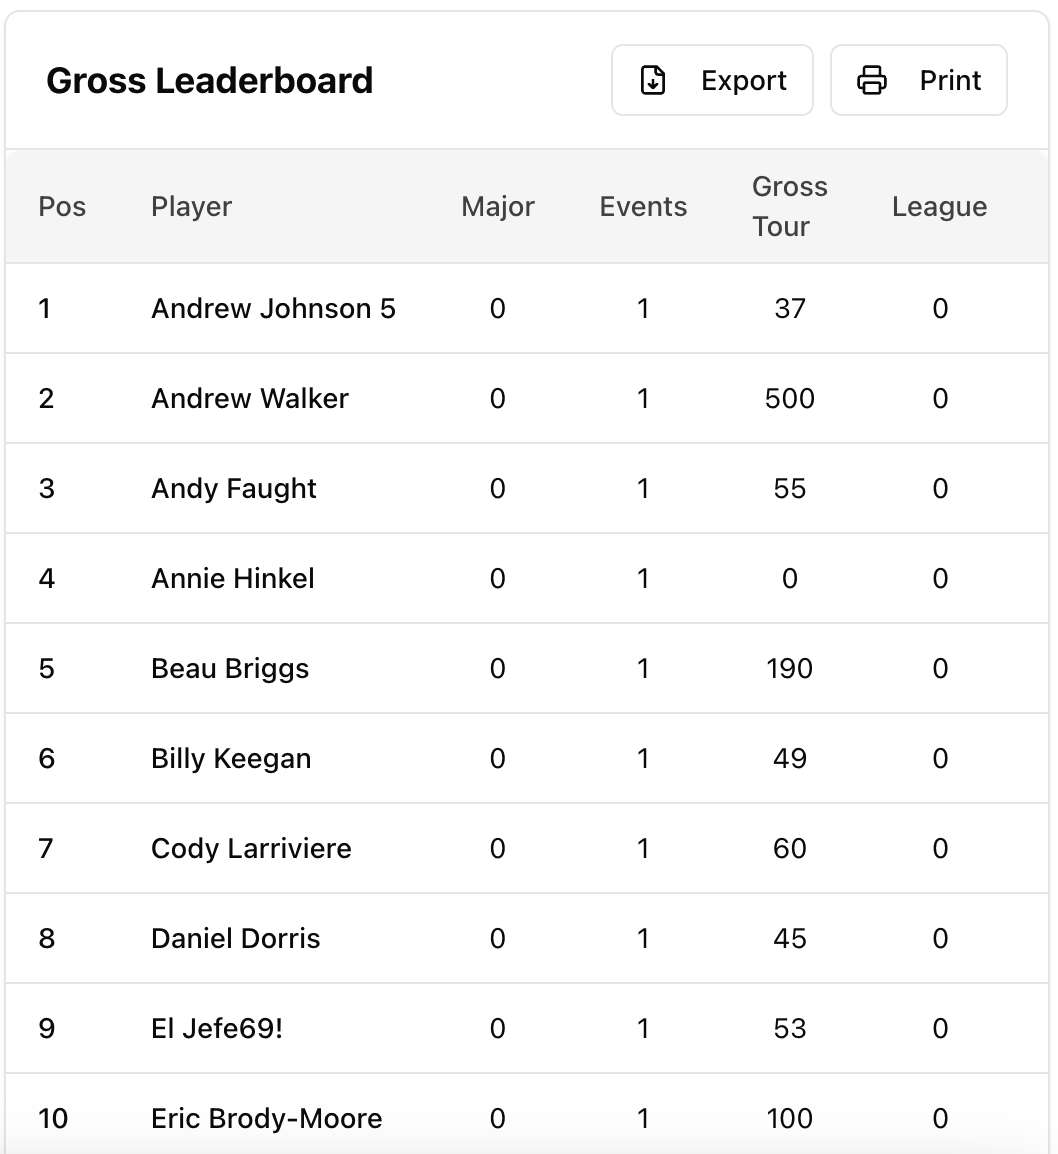 Gross Leaderboard Export Print
Pos Player Major Events Gross Tour League
1 Andrew Johnson 5 0 1 37 0
2 Andrew Walker 0 1 500 0
3 Andy Faught 0 1 55 0
4 Annie Hinkel 0 1 0 0
5 Beau Briggs 0 1 190 0
6 Billy Keegan 0 1 49 0
7 Cody Larriviere 0 1 60 0
8 Daniel Dorris 0 1 45 0
9 El Jefe69! 0 1 53 0
10 Eric Brody-Moore 0 1 100 0